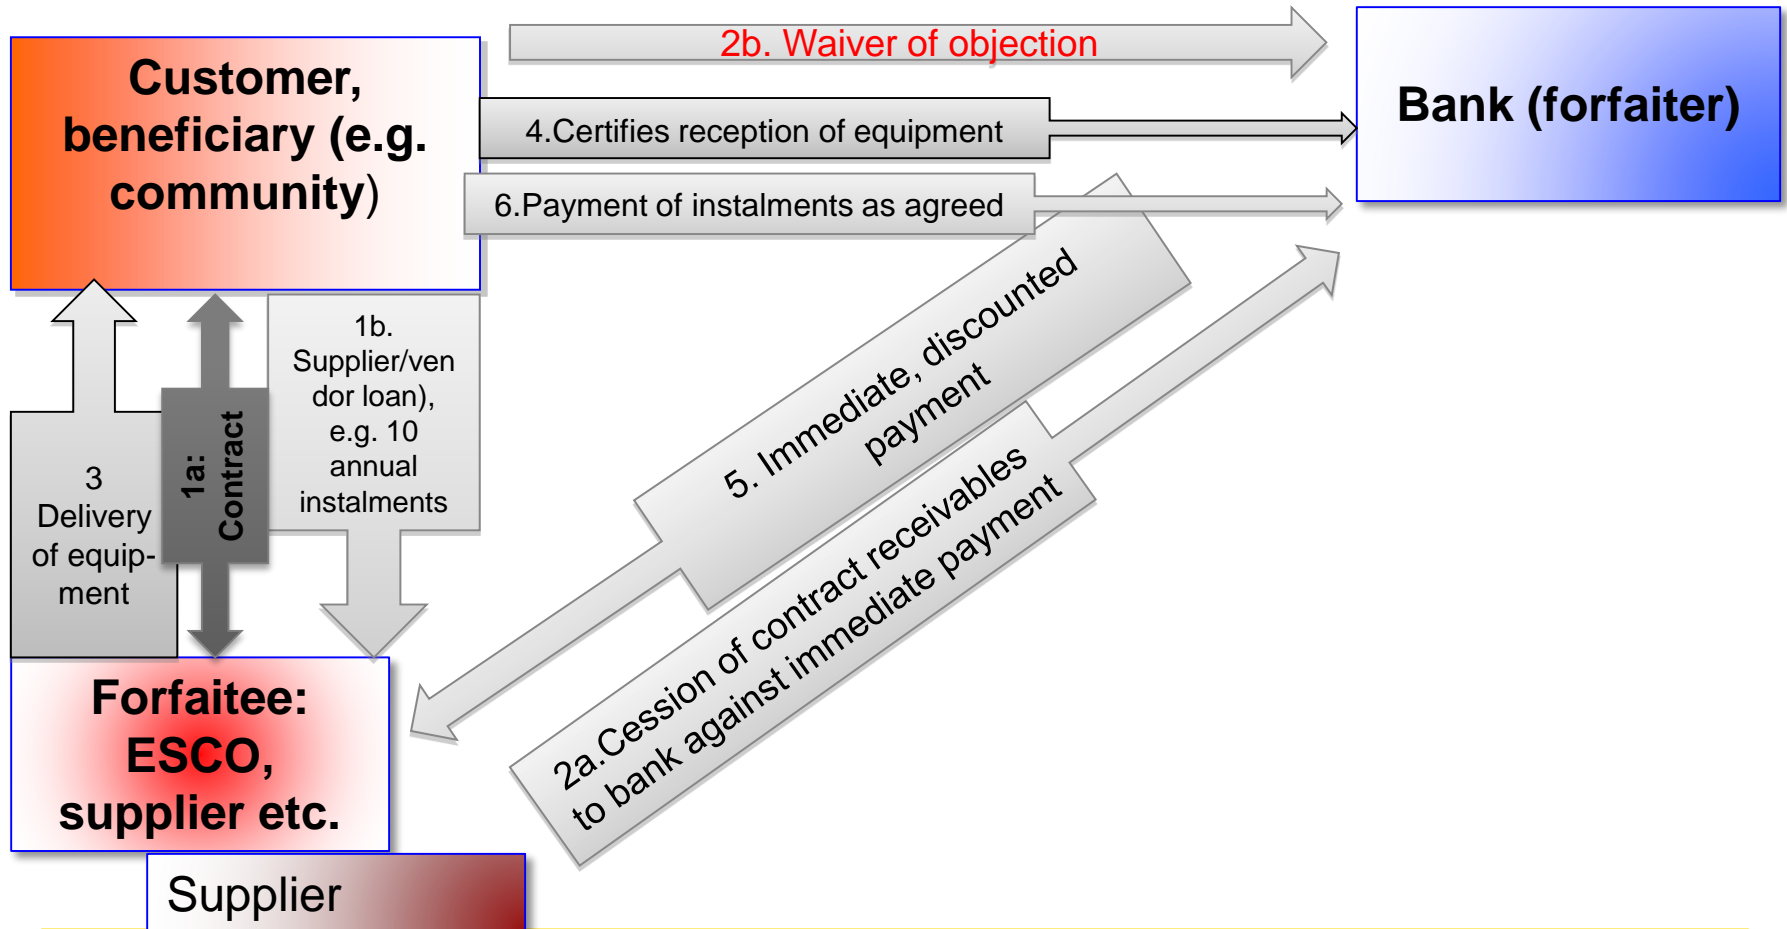 2b. Waiver of objection
Customer,
beneficiary (e.g.
community)
Bank (forfaiter)
4.Certifies reception of equipment
6.Payment of instalments as agreed
1b.
Supplier/ven
dor loan),
e.g. 10
annual
instalments
1a:
Contract
3
Delivery
of equip-
ment
5. Immediate, discounted
payment
2a.Cession of contract receivables
to bank against immediate payment
Forfaitee:
ESCO,
supplier etc.
Supplier